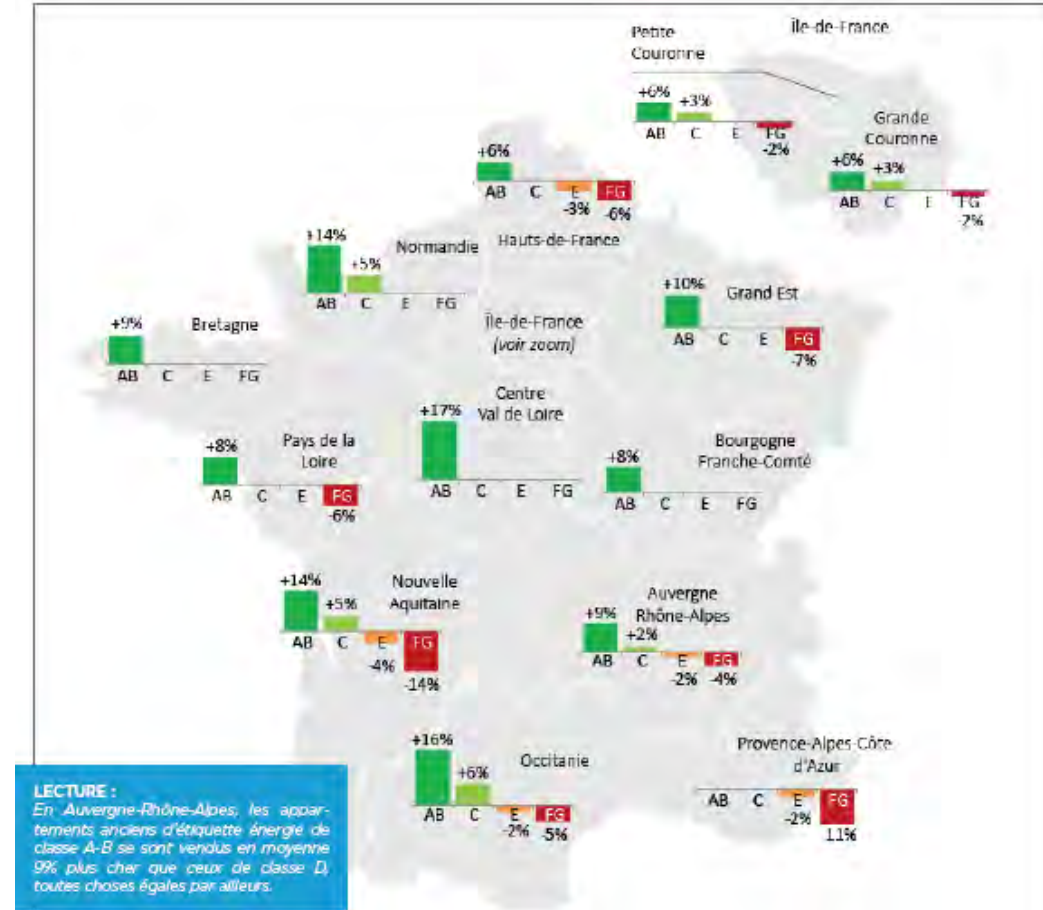 Île-de-France
Petite
Couronne
+6%
+3%
AB C E FG
-2%
Grande
Couronne
+6%
+3%
AB C E FG
-2%
+6%
AB C E FG
-3% -6%
Hauts-de-France
+14%
Normandie
+5%
AB C E FG
+10%
Grand Est
AB C E FG
-7%
+9%
Bretagne
AB C E FG
Île-de-France
(voir zoom)
Centre
Val de Loire
+17%
AB C E FG
Pays de la
Loire
+8%
AB C E FG
-6%
Bourgogne
Franche-Comté
+8%
AB C E FG
+14%
Nouvelle
Aquitaine
+5%
AB C E FG
-4%
-14%
Auvergne
Rhône-Alpes
+9%
+2%
AB C E FG
-2% -4%
+16%
Occitanie
+6%
AB C E FG
-2% -5%
Provence-Alpes-Côte
d'Azur
AB C E FG
-2%
11%
LECTURE :
En Auvergne-Rhône-Alpes, les appar-
tements anciens d'étiquette énergie de
classe A-B se sont vendus en moyenne
9% plus cher que ceux de classe D,
toutes choses égales par ailleurs.